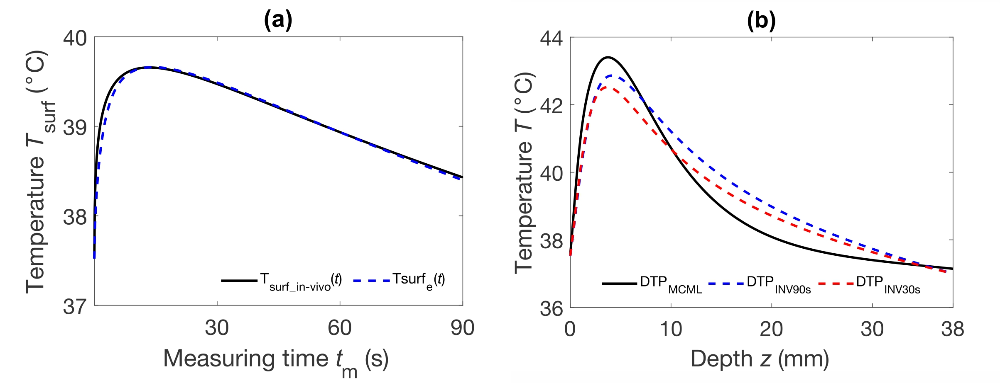 (a)
40
39
38
37
Temperature T surf (°C)
30 60 90
Measuring time t m (s)
T surf_in-vivo (t) Tsurf e (t)
(b)
44
42
40
38
36
Temperature T (°C)
0 10 20 30 38
Depth z (mm)
DTP MCML DTP INV90s DTP INV30s